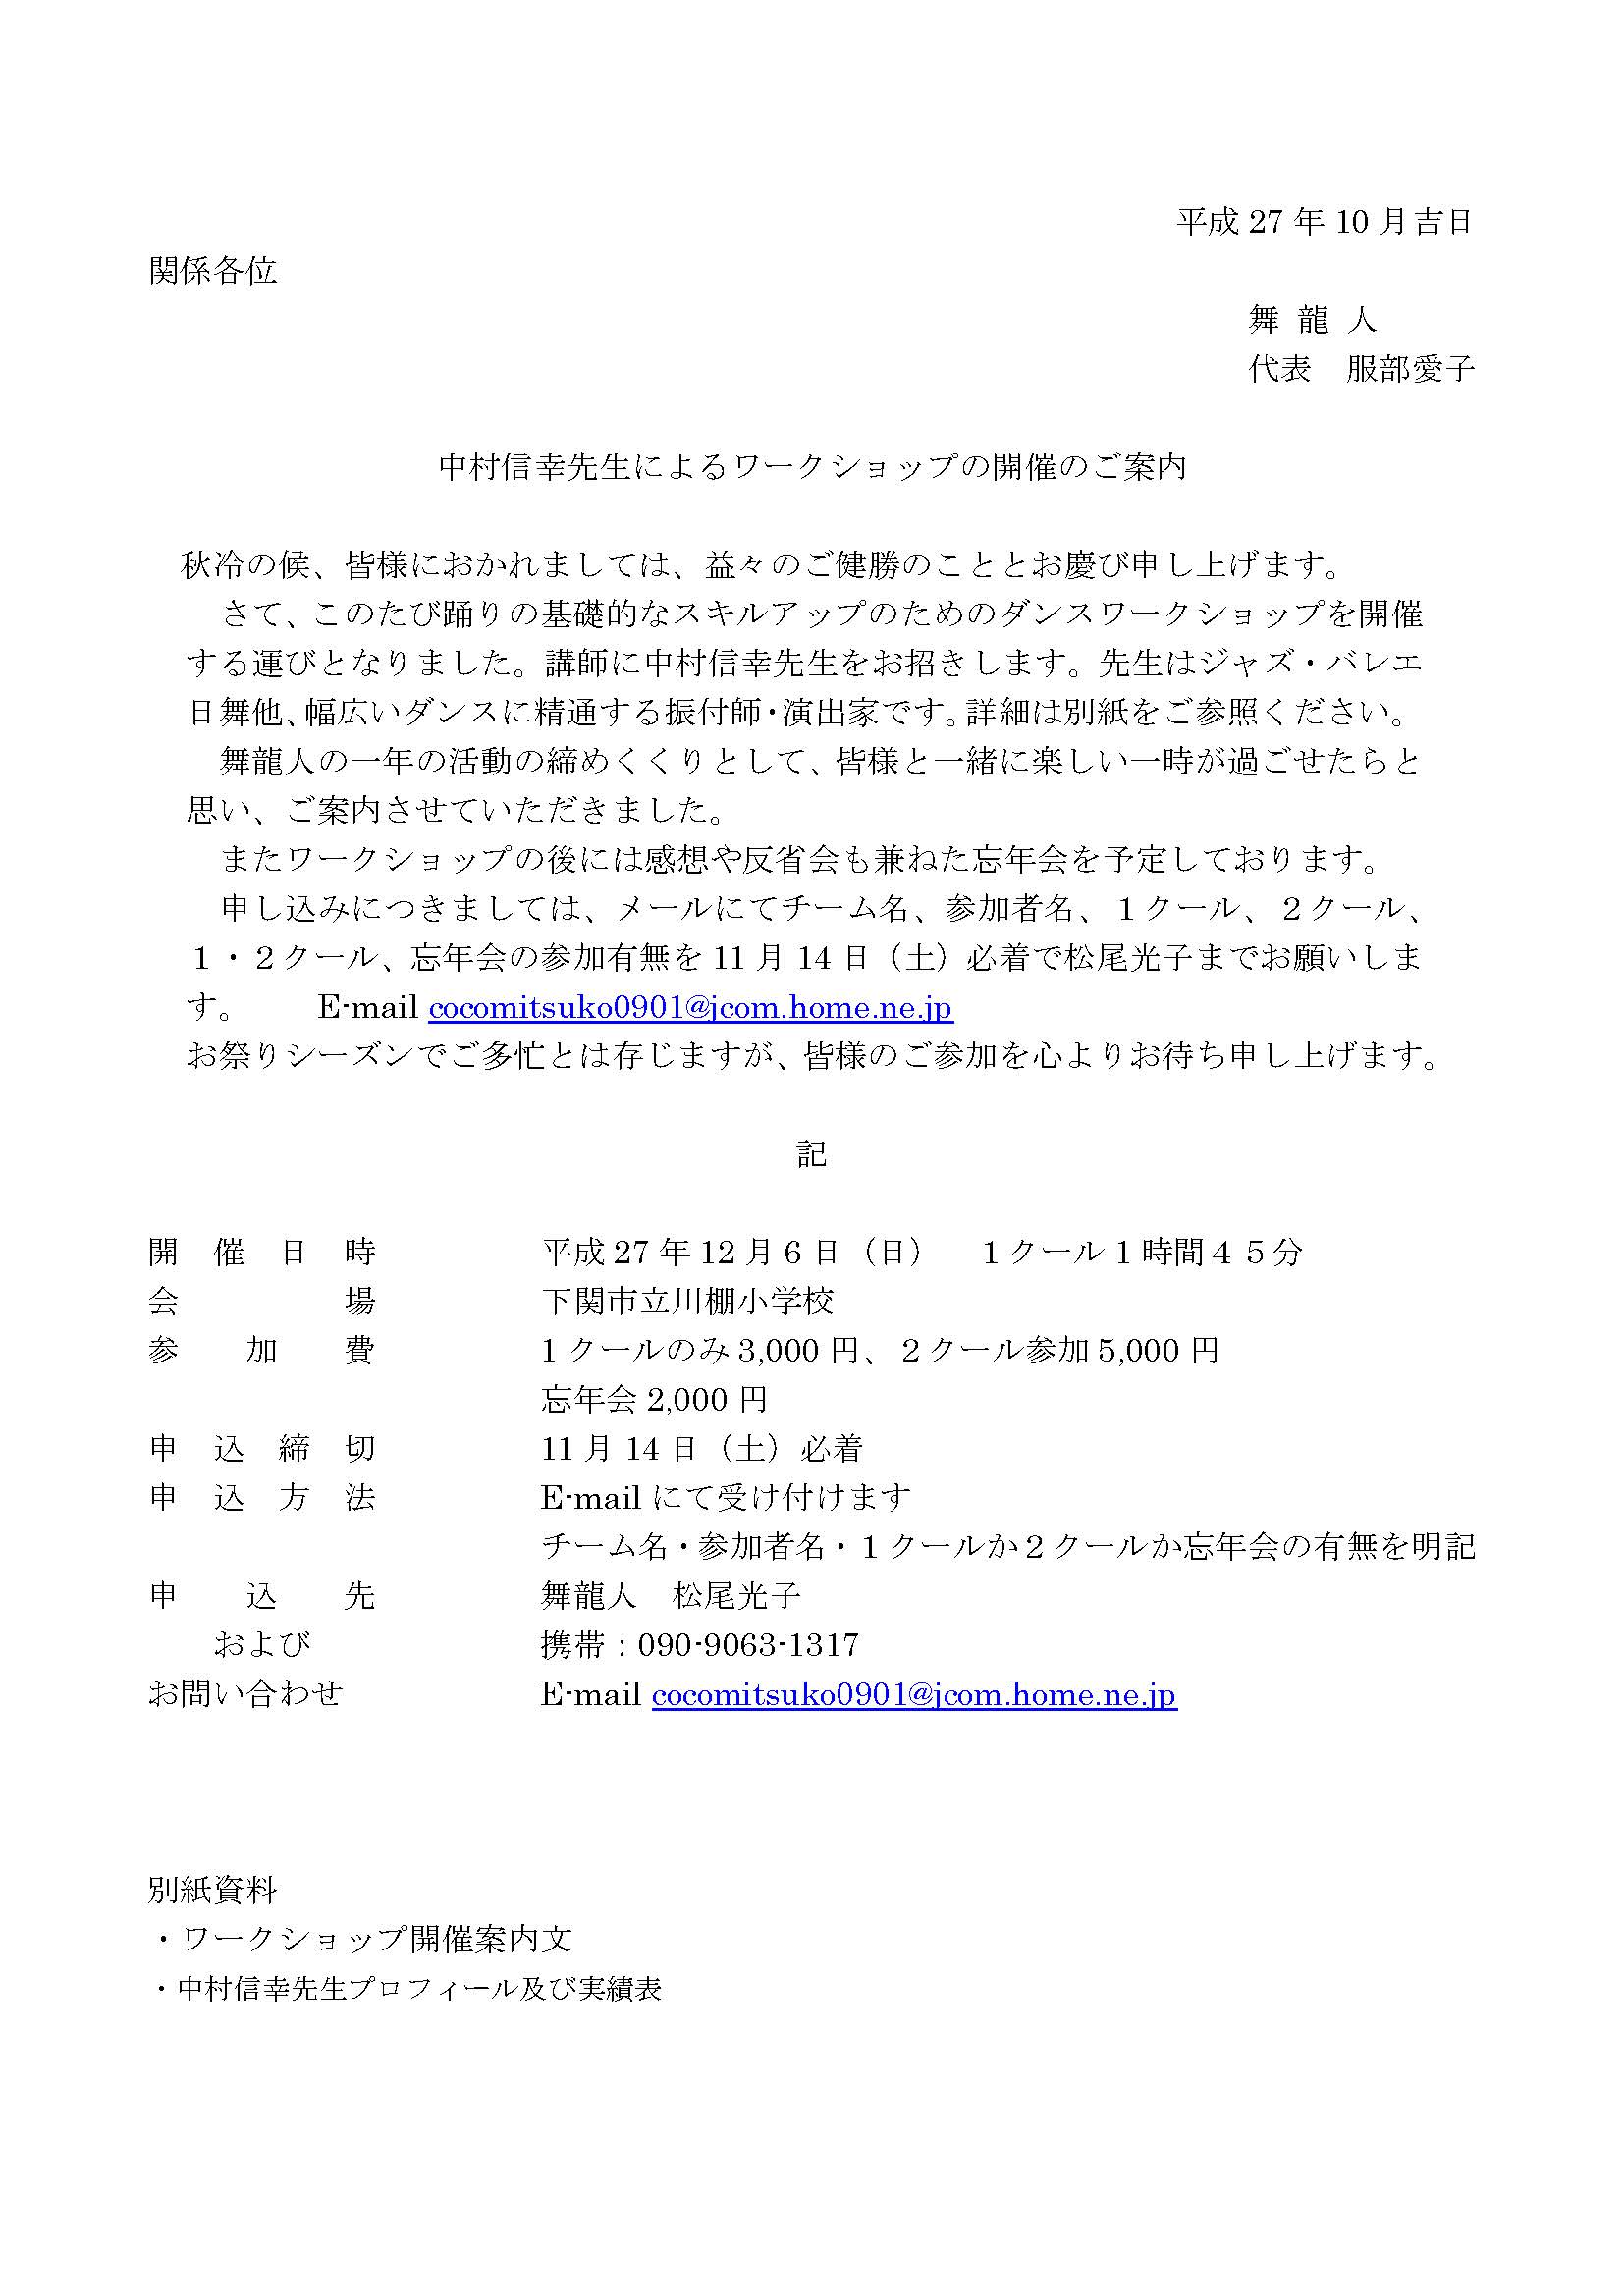 平成 27 年 10 月吉日
関係各位
舞 龍 人
代表　服部愛子
中村信幸先生によるワークショップの開催のご案内
秋冷の候、皆様におかれましては、益々のご健勝のこととお慶び申し上げます。
さて、このたび踊りの基礎的なスキルアップのためのダンスワークショップを開催
する運びとなりました。講師に中村信幸先生をお招きします。先生はジャズ・バレエ
日舞他、幅広いダンスに精通する振付師・演出家です。詳細は別紙をご参照ください。
舞龍人の一年の活動の締めくくりとして、皆様と一緒に楽しい一時が過ごせたらと
思い、ご案内させていただきました。
またワークショップの後には感想や反省会も兼ねた忘年会を予定しております。
申し込みにつきましては、メールにてチーム名、参加者名、１クール、２クール、
１・２クール、忘年会の参加有無を 11 月 14 日（土）必着で松尾光子までお願いしま
す。　　E-mail cocomitsuko0901@jcom.home.ne.jp
お祭りシーズンでご多忙とは存じますが、皆様のご参加を心よりお待ち申し上げます。
記
開　催　日　時　　　　　平成 27 年 12 月 6 日（日）　１クール 1 時間４５分
会　　　　　場　　　　　下関市立川棚小学校
参　　加　　費　　　　　1 クールのみ 3,000 円、２クール参加 5,000 円
忘年会 2,000 円
申　込　締　切　　　　　11 月 14 日（土）必着
申　込　方　法　　　　　E-mail にて受け付けます
チーム名・参加者名・１クールか２クールか忘年会の有無を明記
申　　込　　先　　　　　舞龍人　松尾光子
および　　　　　　　携帯：090-9063-1317
お問い合わせ　　　　　　E-mail cocomitsuko0901@jcom.home.ne.jp
別紙資料
・ワークショップ開催案内文
・中村信幸先生プロフィール及び実績表